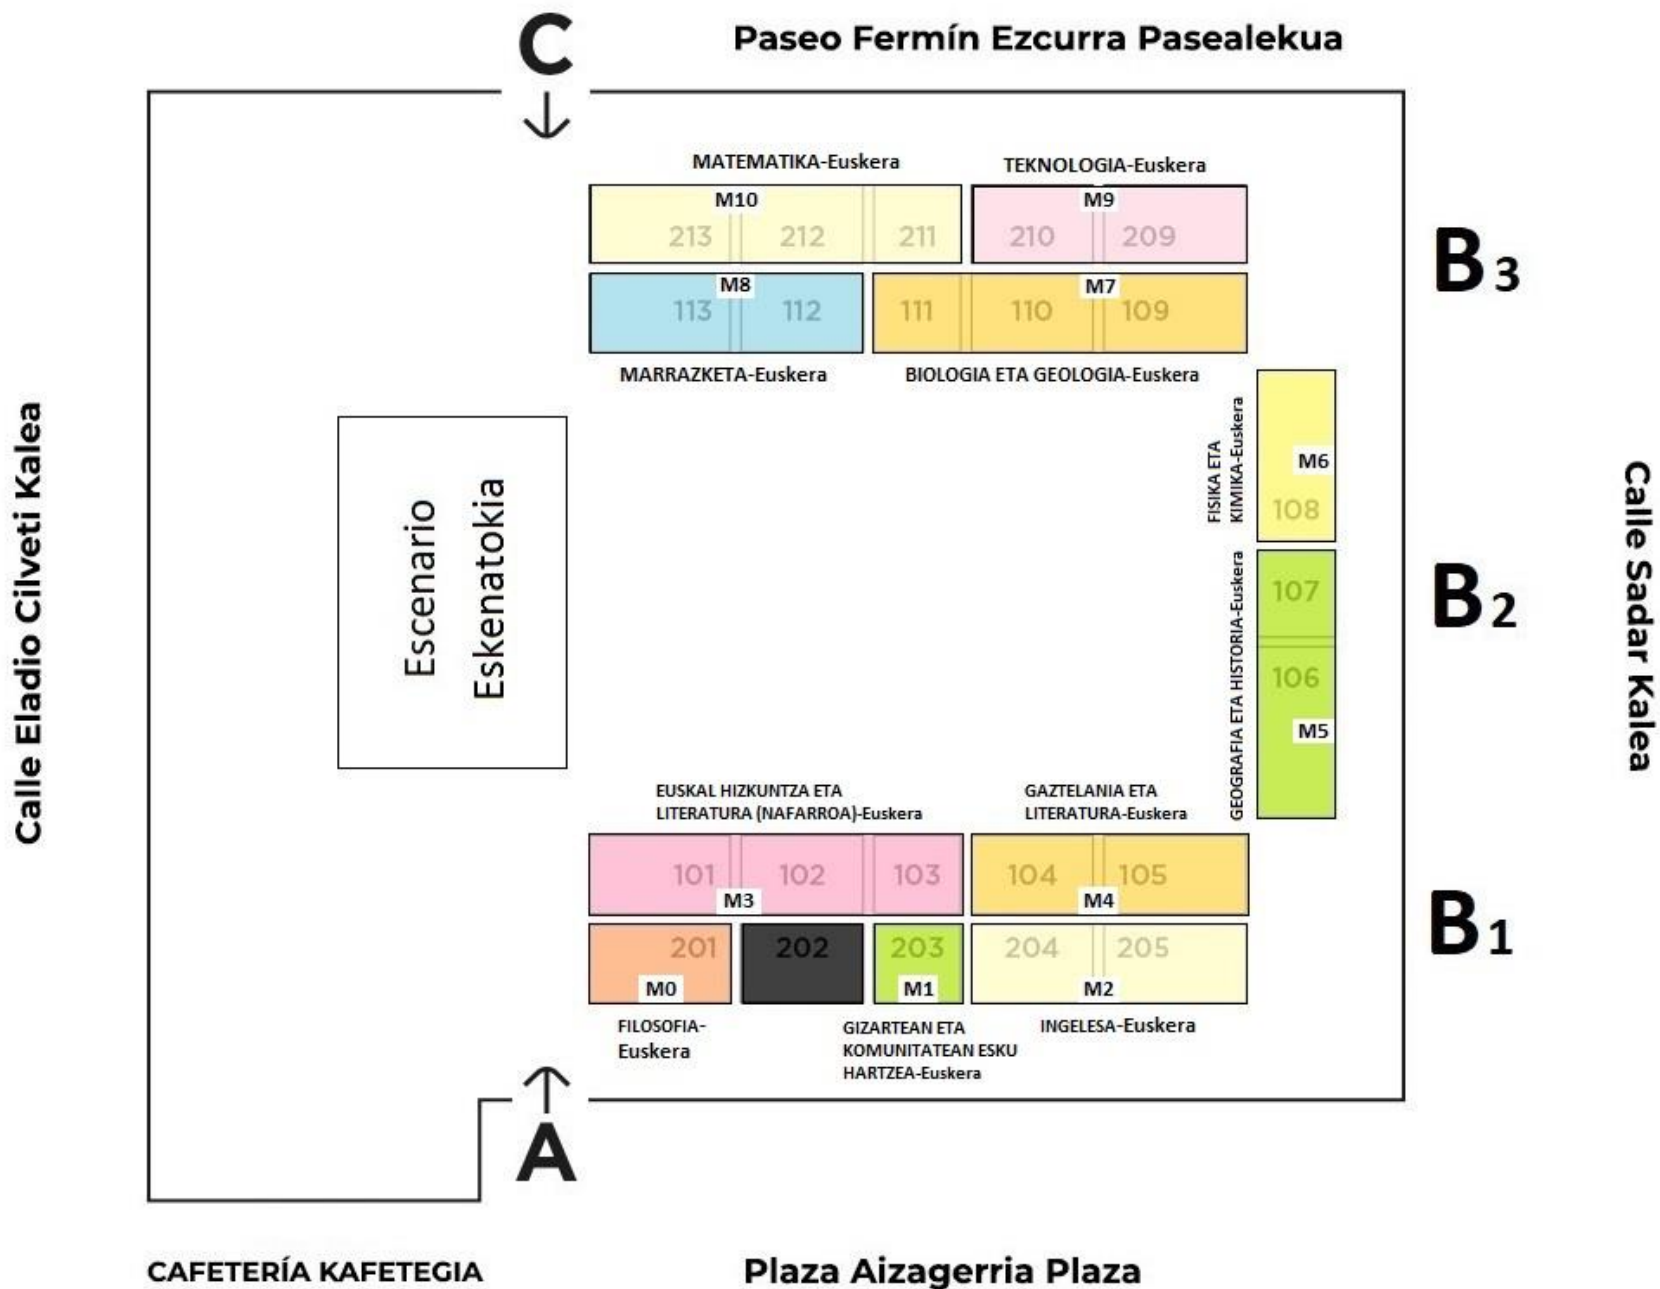 C
Paseo Fermín Ezcurra Pasealekua
MATEMATIKA-Euskera
TEKNOLOGIA-Euskera
M10
M9
213 212 211 210 209
B3
M8
M7
113 112 111 110 109
MARRAZKETA-Euskera
BIOLOGIA ETA GEOLOGIA-Euskera
FISIKA ETA
KIMIKA-Euskera
M6
108
Calle Eladio Cilveti Kalea
Escenario
Eskenatokia
GEOGRAFIA ETA HISTORIA-Euskera
107
106
M5
B2
Calle Sadar Kalea
EUSKAL HIZKUNTZA ETA
LITERATURA (NAFARROA)-Euskera
GAZTELANIA ETA
LITERATURA-Euskera
101 102 103 104 105
M3
M4
B1
201 202 203 204 205
M0
M1
M2
FILOSOFIA-
Euskera
GIZARTEAN ETA
KOMUNITATEAN ESKU
HARTZEA-Euskera
INGELESA-Euskera
A
CAFETERÍA KAFETEGIA
Plaza Aizagerria Plaza